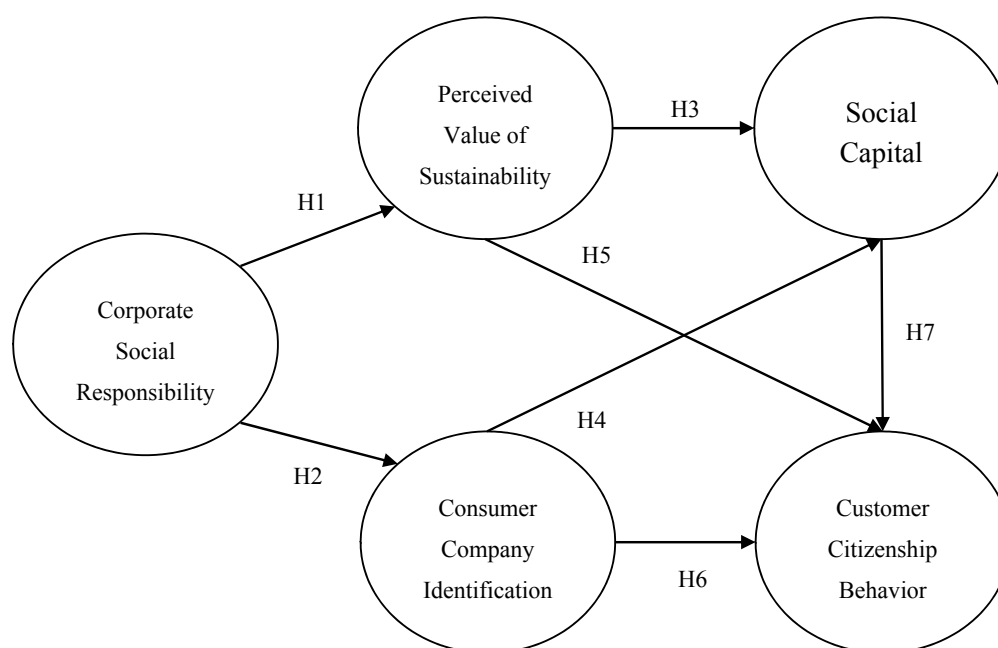 Perceived
Value of
Sustainability
H3
Social
Capital
H1
H5
Corporate
Social
Responsibility
H7
H4
H2
Consumer
Company
Identification
H6
Customer
Citizenship
Behavior